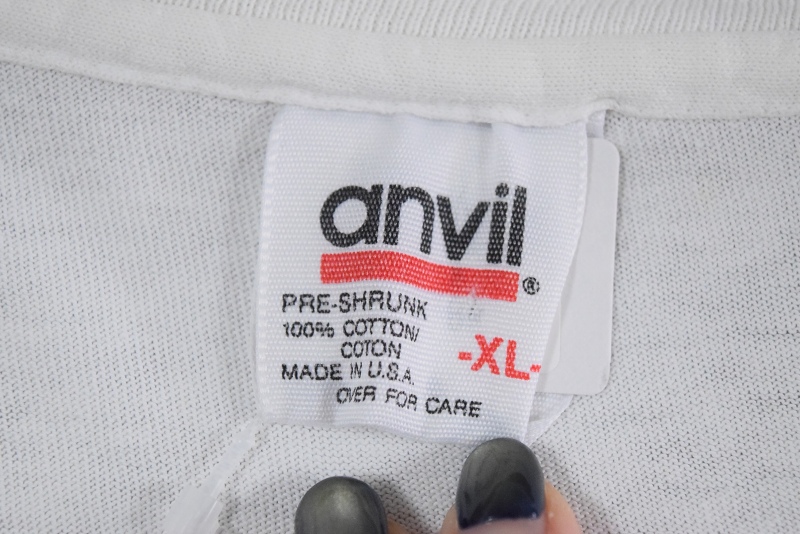 anvil®
PRE-SHRUNK
100% COTTON/
COTON
-XL-
MADE IN U.S.A.
OVER FOR CARE